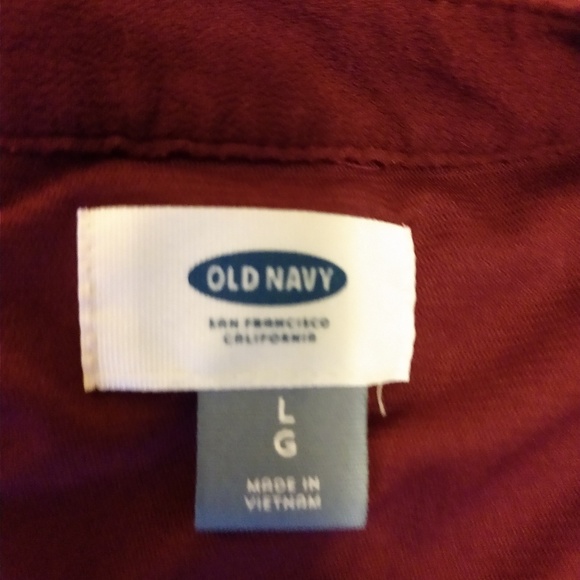 OLD NAVY
SAN FRANCISCO
CALIFORNIA
L
G
MADE IN
VIETNAM